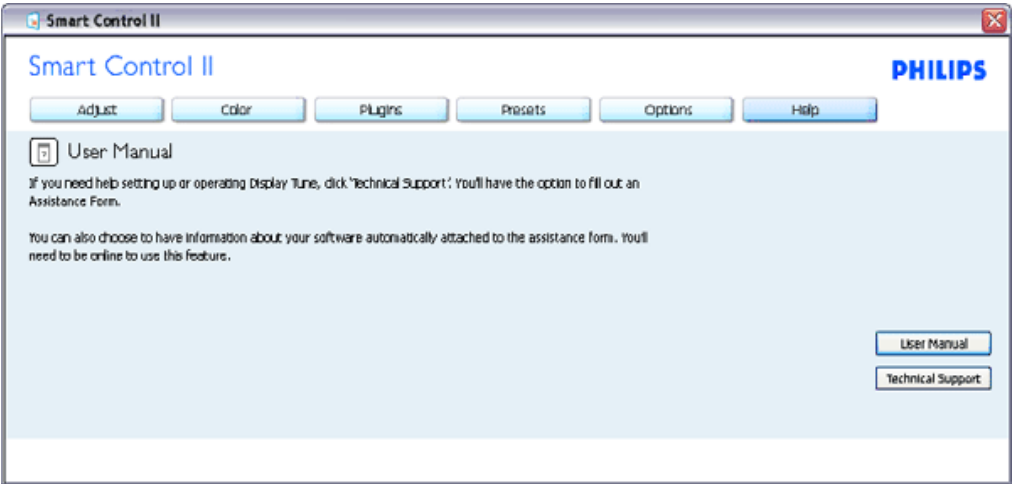 Smart Control II
Smart Control II
PHILIPS
Adjust Color Plugins Presets Options Help
User Manual
If you need help setting up or operating Display Tune, click 'Technical Support'. You'll have the option to fill out an
Assistance Form.
You can also choose to have information about your software automatically attached to the assistance form. You'll
need to be online to use this feature.
User Manual
Technical Support